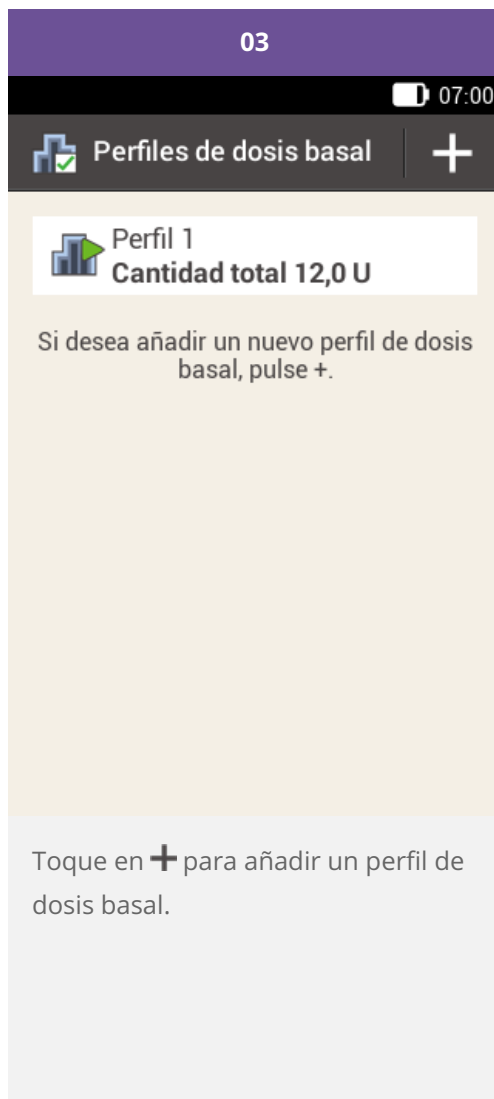 03
07:00
Perfiles de dosis basal
Perfil 1
Cantidad total 12,0 U
Si desea añadir un nuevo perfil de dosis
basal, pulse +.
Toque en + para añadir un perfil de
dosis basal.